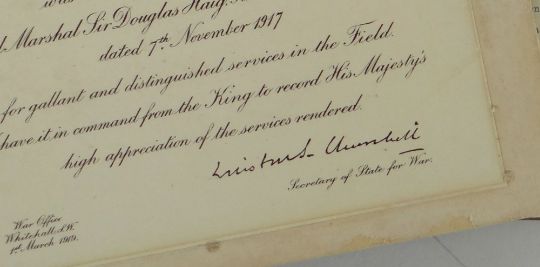 was
Marshal Sir Douglas Haig,
dated 7th. November 1917
for gallant and distinguished services in the Field.
have it in command from the King to record His Majesty's
high appreciation of the services rendered.
Winston S. Churchill
Secretary of State for War.
War Office
Whitehall, S.W.
1st. March 1919.